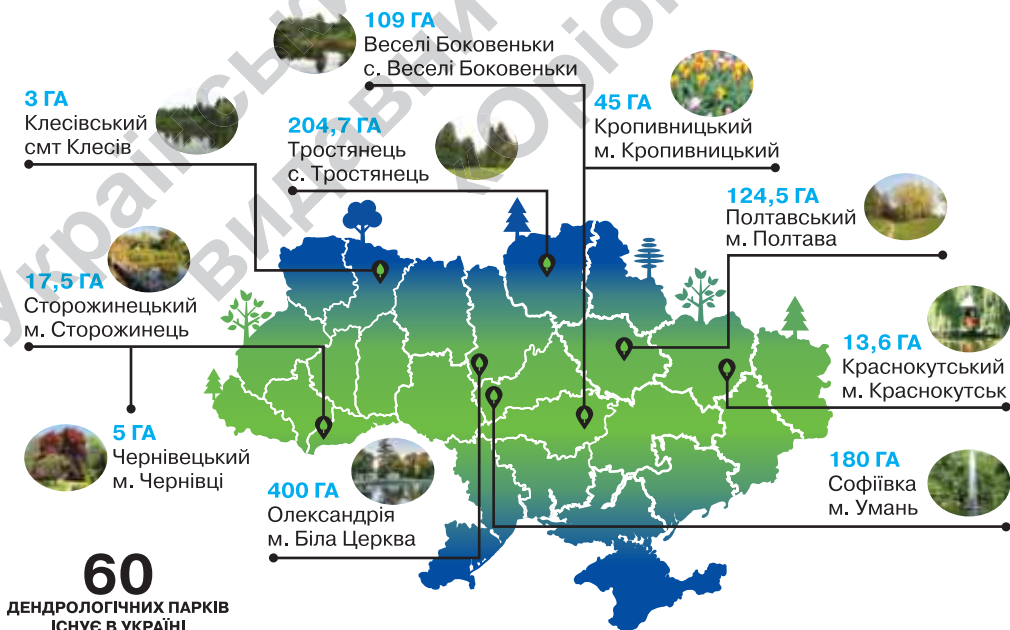 109 ГА
Веселі Боковеньки
с. Веселі Боковеньки
3 ГА
Клесівський
смт Клесів
204,7 ГА
Тростянець
с. Тростянець
45 ГА
Кропивницький
м. Кропивницький
124,5 ГА
Полтавський
м. Полтава
17,5 ГА
Сторожинецький
м. Сторожинець
13,6 ГА
Краснокутський
м. Краснокутськ
5 ГА
Чернівецький
м. Чернівці
400 ГА
Олександрія
м. Біла Церква
180 ГА
Софіївка
м. Умань
60
ДЕНДРОЛОГІЧНИХ ПАРКІВ
ІСНУЄ В УКРАЇНІ